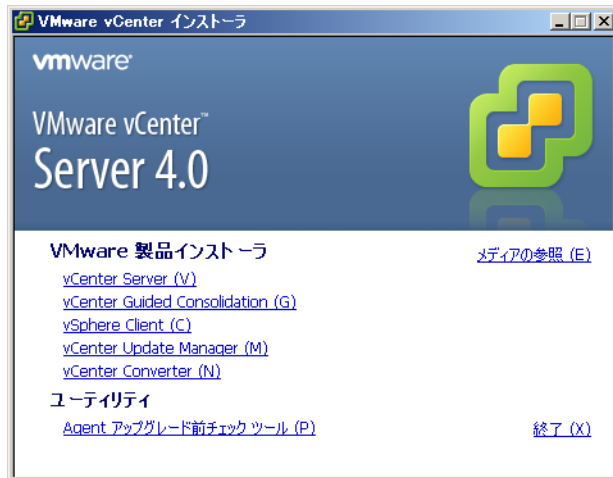 VMware vCenter インストーラ
vmware®
VMware vCenter™
Server 4.0
VMware 製品インストーラ
メディアの参照 (E)
vCenter Server (V)
vCenter Guided Consolidation (G)
vSphere Client (C)
vCenter Update Manager (M)
vCenter Converter (N)
ユーティリティ
Agent アップグレード前チェック ツール (P)
終了 (X)